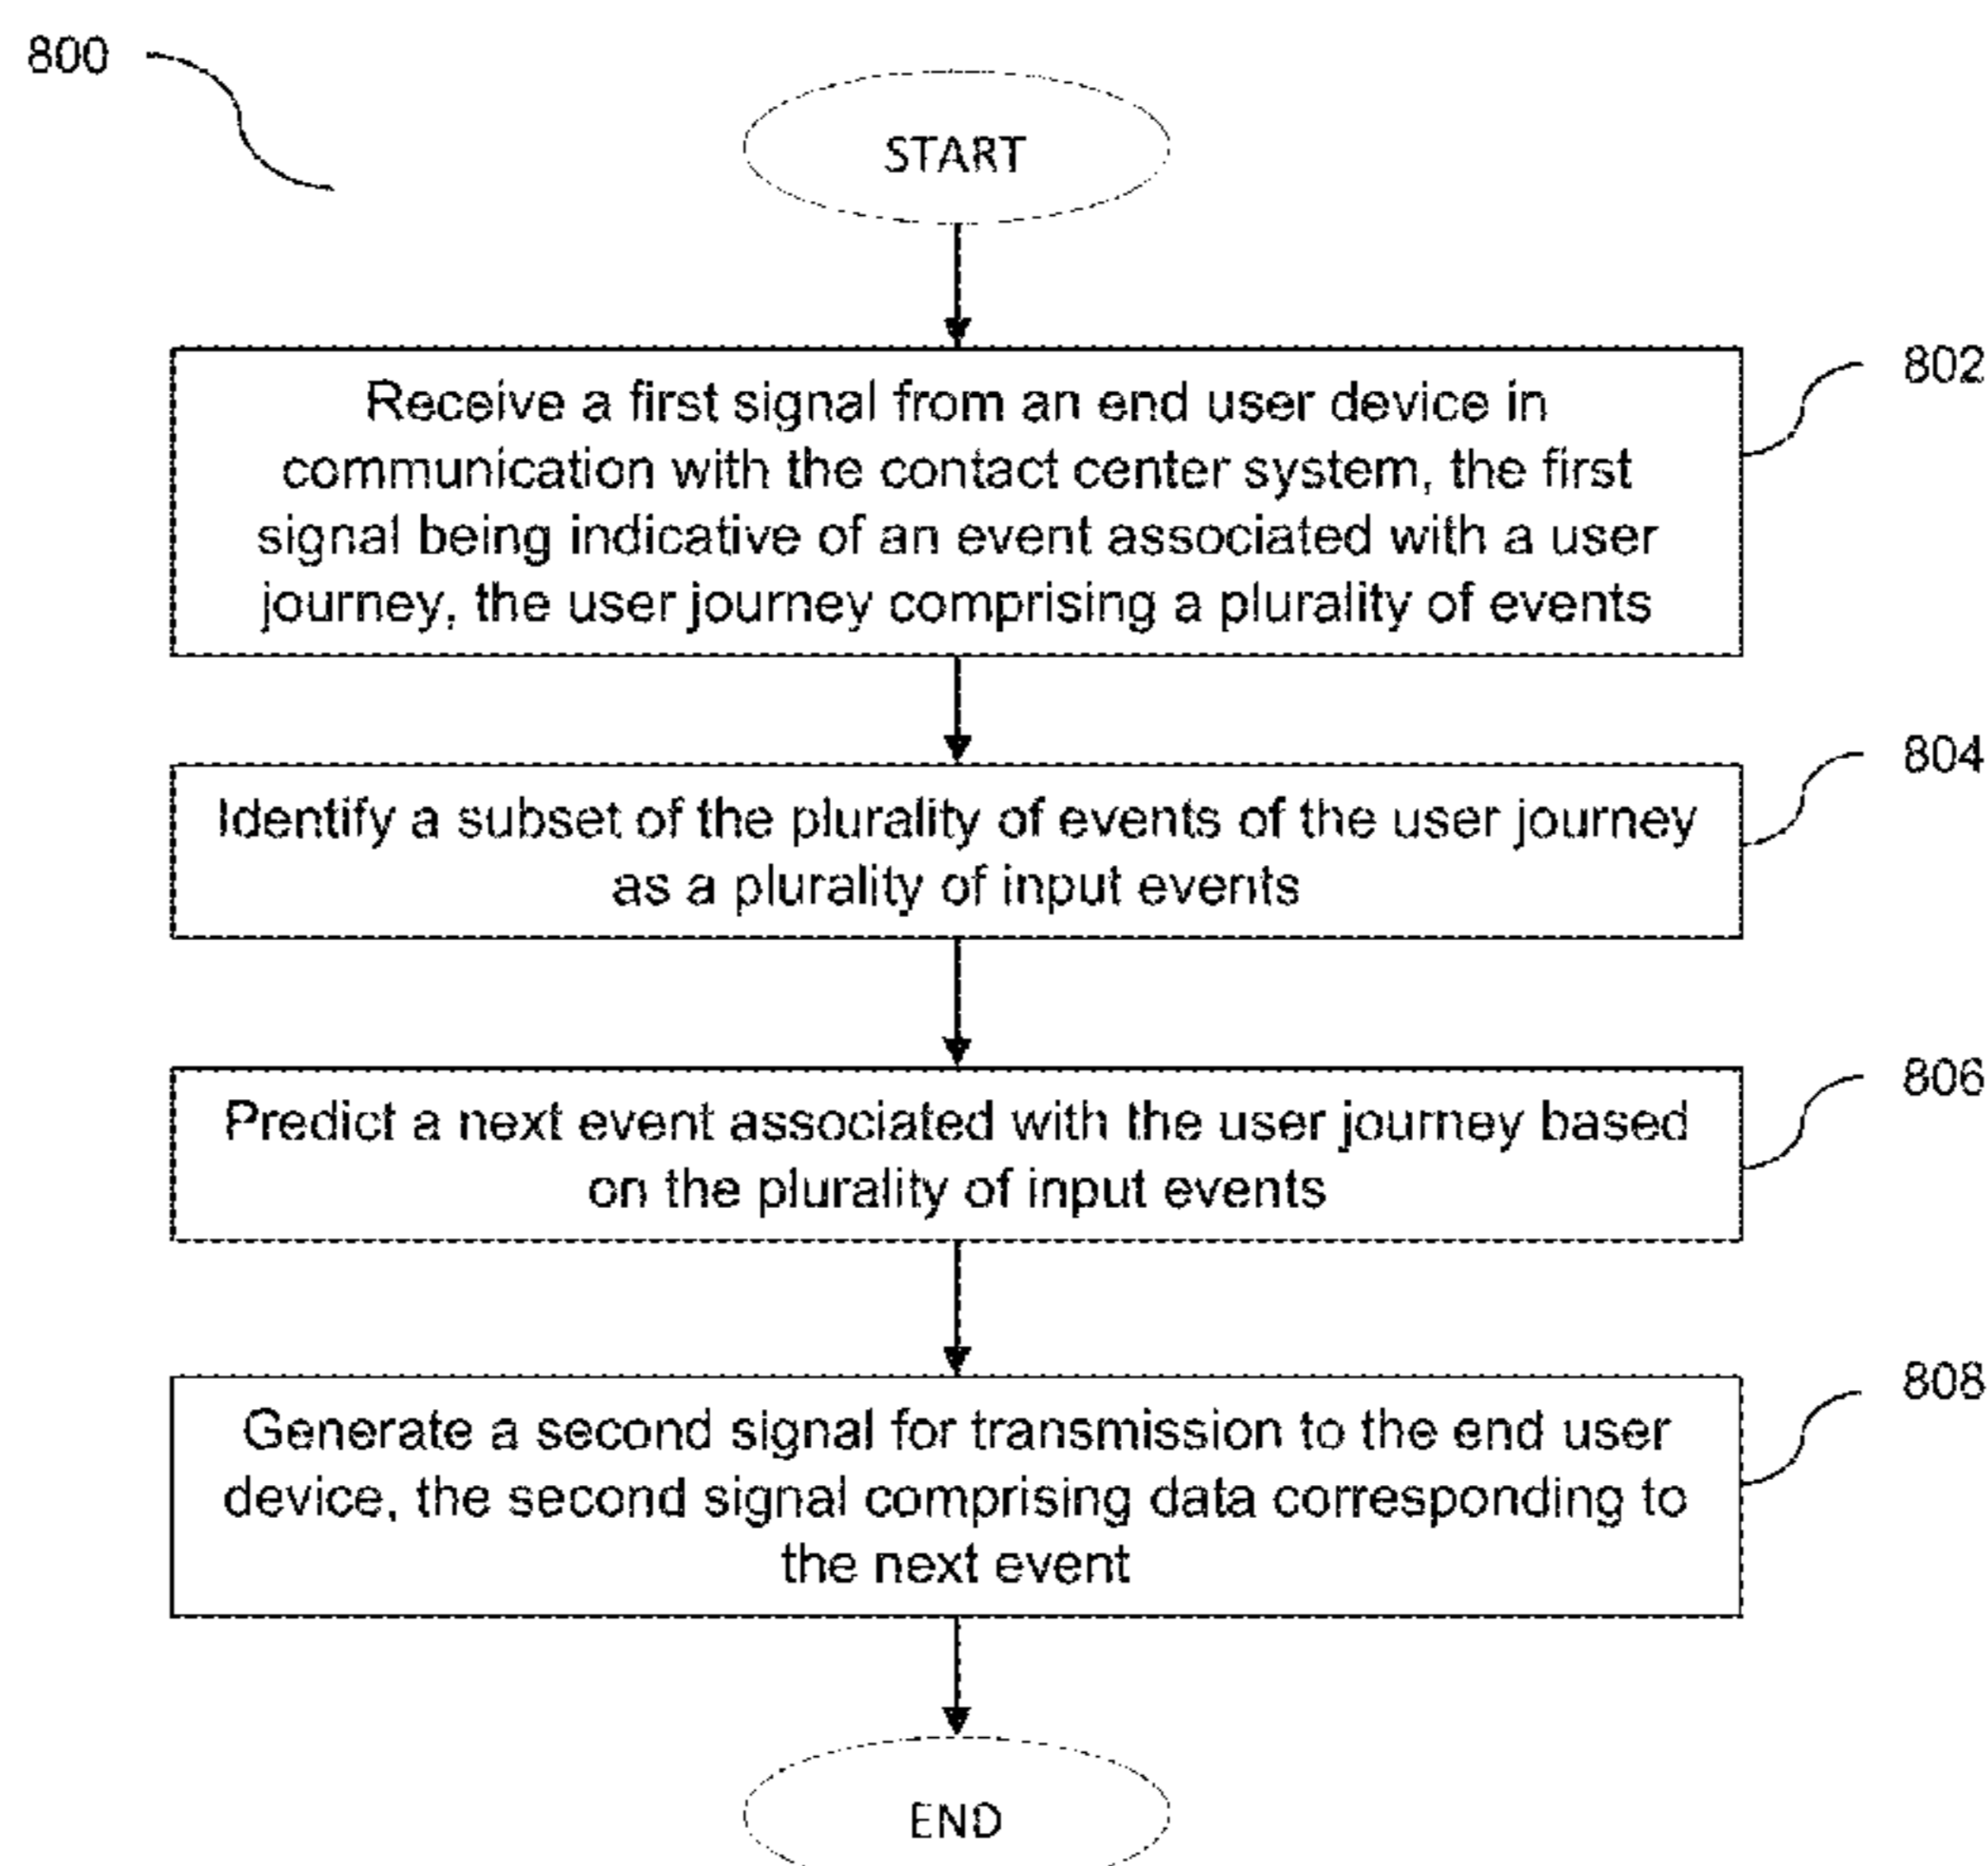 800
START
802
Receive a first signal from an end user device in
communication with the contact center system, the first
signal being indicative of an event associated with a user
journey, the user journey comprising a plurality of events
804
Identify a subset of the plurality of events of the user journey
as a plurality of input events
806
Predict a next event associated with the user journey based
on the plurality of input events
808
Generate a second signal for transmission to the end user
device, the second signal comprising data corresponding to
the next event
END